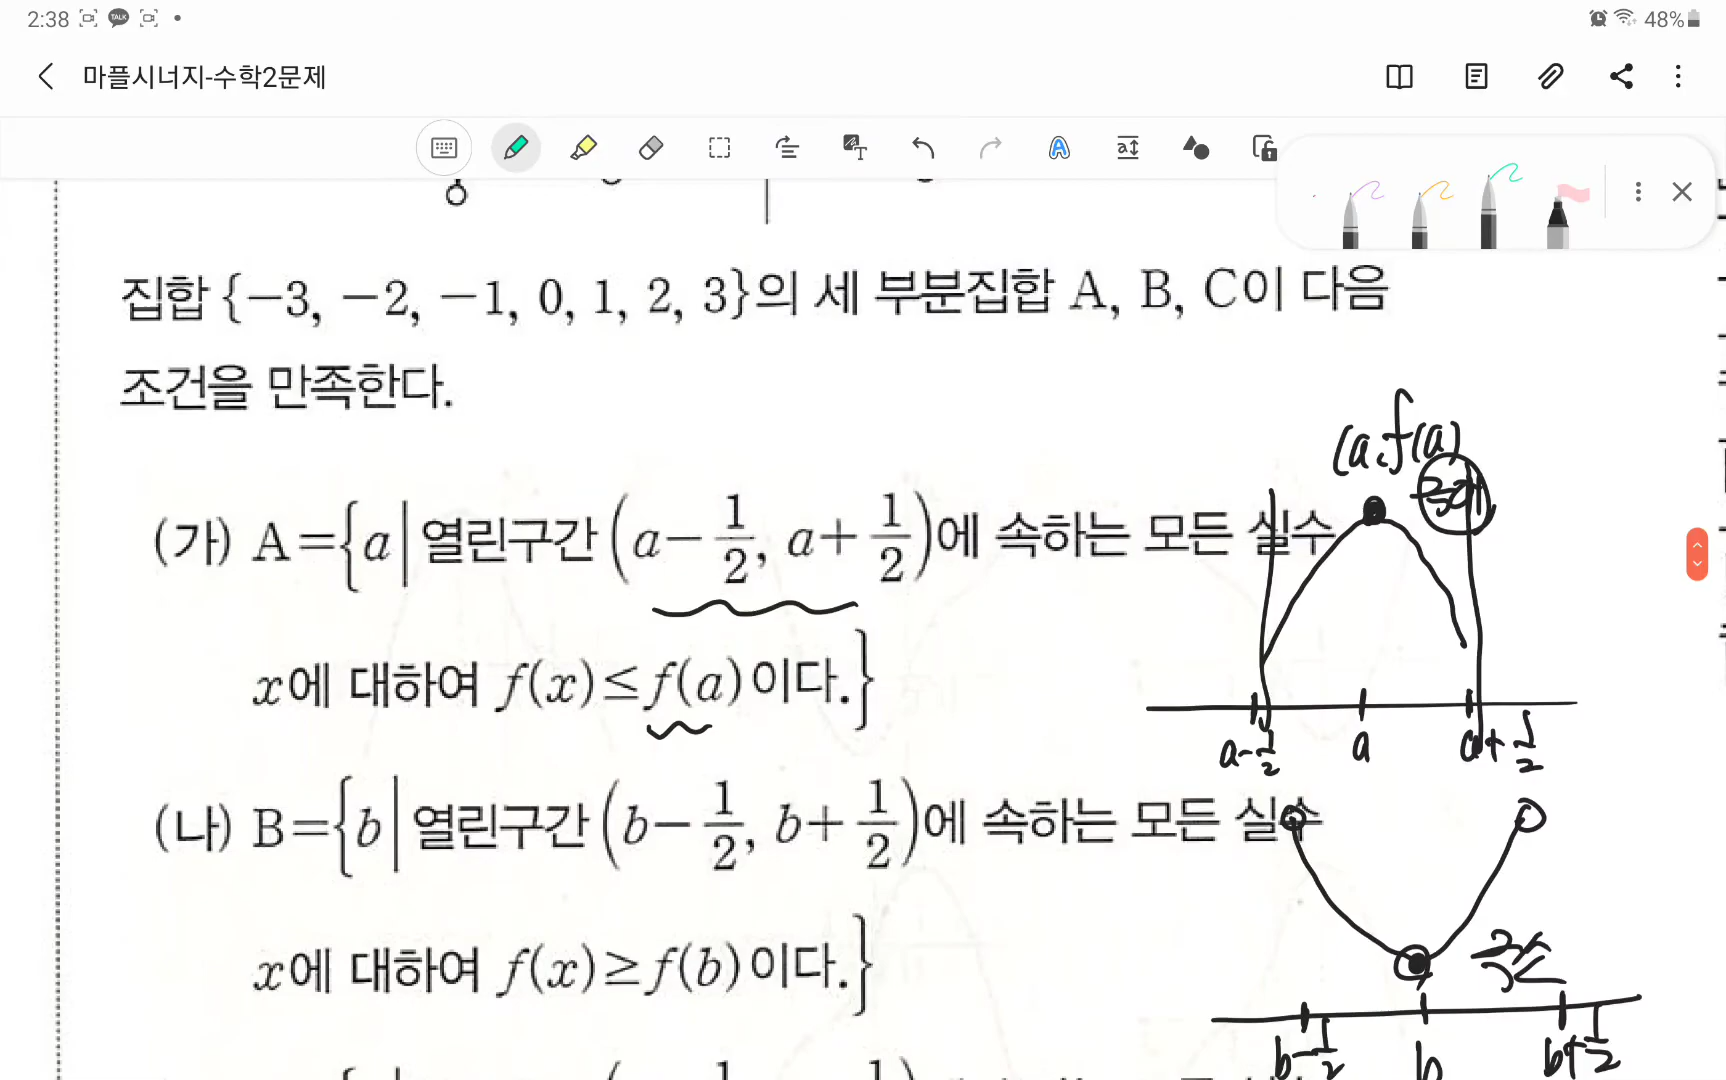 2:38 TALK 48%
마플시너지-수학2문제
집합 {-3, -2, -1, 0, 1, 2, 3}의 세 부분집합 A, B, C이 다음
조건을 만족한다.
(a, f(a))
(가) A={a| 열린구간 (a-1/2, a+1/2)에 속하는 모든 실수
x에 대하여 f(x)≤f(a)이다.}
a-1/2 a a+1/2
(나) B={b| 열린구간 (b-1/2, b+1/2)에 속하는 모든 실수
x에 대하여 f(x)≥f(b)이다.}
b-1/2 b b+1/2